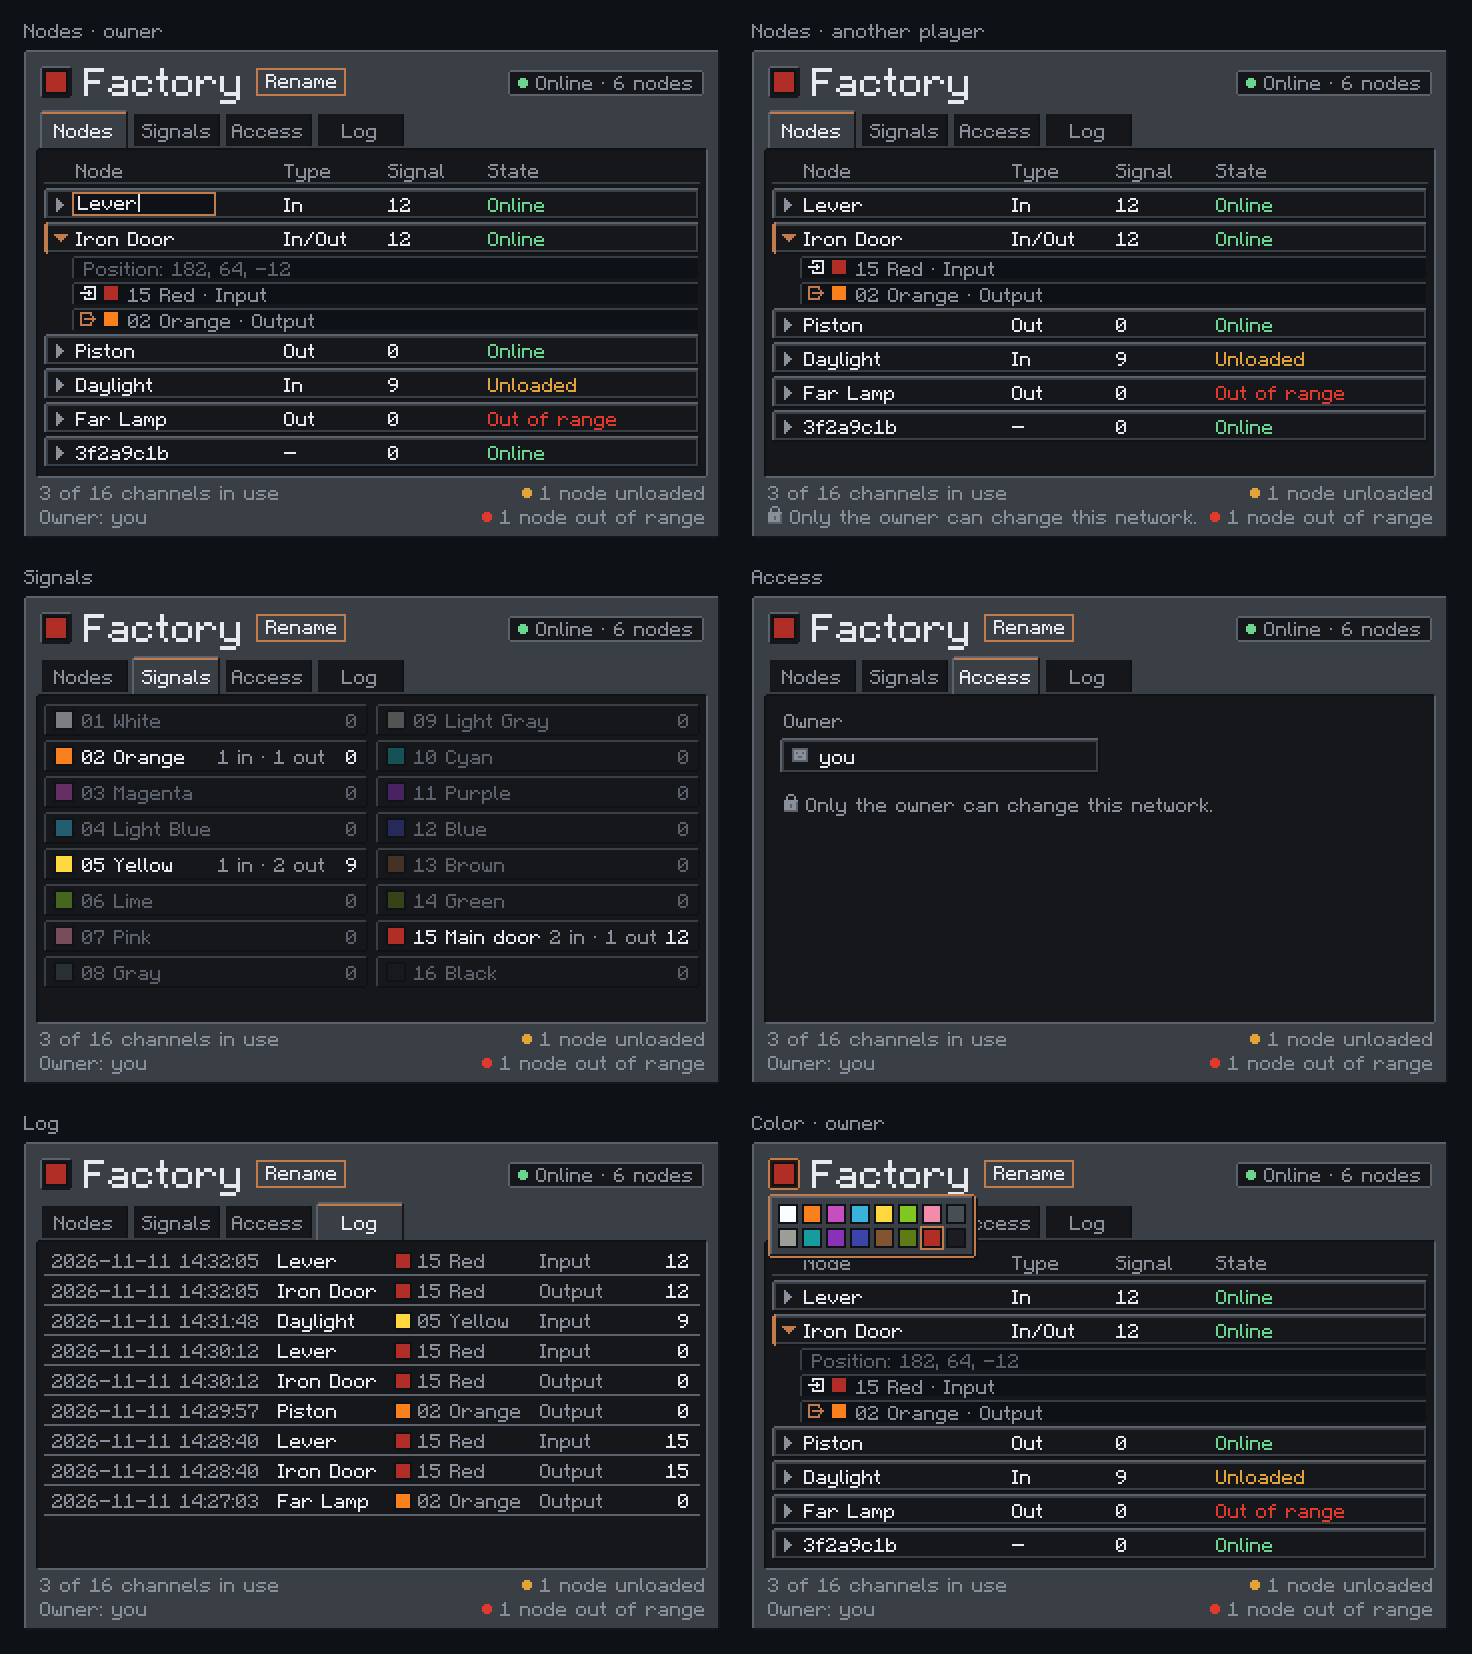 Nodes · owner
Factory Rename Online · 6 nodes
Nodes Signals Access Log
Node Type Signal State
Lever In 12 Online
Iron Door In/Out 12 Online
Position: 182, 64, -12
15 Red · Input
02 Orange · Output
Piston Out 0 Online
Daylight In 9 Unloaded
Far Lamp Out 0 Out of range
3f2a9c1b — 0 Online
3 of 16 channels in use 1 node unloaded
Owner: you 1 node out of range
Nodes · another player
Factory Online · 6 nodes
Nodes Signals Access Log
Node Type Signal State
Lever In 12 Online
Iron Door In/Out 12 Online
15 Red · Input
02 Orange · Output
Piston Out 0 Online
Daylight In 9 Unloaded
Far Lamp Out 0 Out of range
3f2a9c1b — 0 Online
3 of 16 channels in use 1 node unloaded
Only the owner can change this network. 1 node out of range
Signals
Factory Rename Online · 6 nodes
Nodes Signals Access Log
01 White 0 09 Light Gray 0
02 Orange 1 in · 1 out 0 10 Cyan 0
03 Magenta 0 11 Purple 0
04 Light Blue 0 12 Blue 0
05 Yellow 1 in · 2 out 9 13 Brown 0
06 Lime 0 14 Green 0
07 Pink 0 15 Main door 2 in · 1 out 12
08 Gray 0 16 Black 0
3 of 16 channels in use 1 node unloaded
Owner: you 1 node out of range
Access
Factory Rename Online · 6 nodes
Nodes Signals Access Log
Owner
you
Only the owner can change this network.
3 of 16 channels in use 1 node unloaded
Owner: you 1 node out of range
Log
Factory Rename Online · 6 nodes
Nodes Signals Access Log
2026-11-11 14:32:05 Lever 15 Red Input 12
2026-11-11 14:32:05 Iron Door 15 Red Output 12
2026-11-11 14:31:48 Daylight 05 Yellow Input 9
2026-11-11 14:30:12 Lever 15 Red Input 0
2026-11-11 14:30:12 Iron Door 15 Red Output 0
2026-11-11 14:29:57 Piston 02 Orange Output 0
2026-11-11 14:28:40 Lever 15 Red Input 15
2026-11-11 14:28:40 Iron Door 15 Red Output 15
2026-11-11 14:27:03 Far Lamp 02 Orange Output 0
3 of 16 channels in use 1 node unloaded
Owner: you 1 node out of range
Color · owner
Factory Rename Online · 6 nodes
ccess Log
Node Type Signal State
Lever In 12 Online
Iron Door In/Out 12 Online
Position: 182, 64, -12
15 Red · Input
02 Orange · Output
Piston Out 0 Online
Daylight In 9 Unloaded
Far Lamp Out 0 Out of range
3f2a9c1b — 0 Online
3 of 16 channels in use 1 node unloaded
Owner: you 1 node out of range